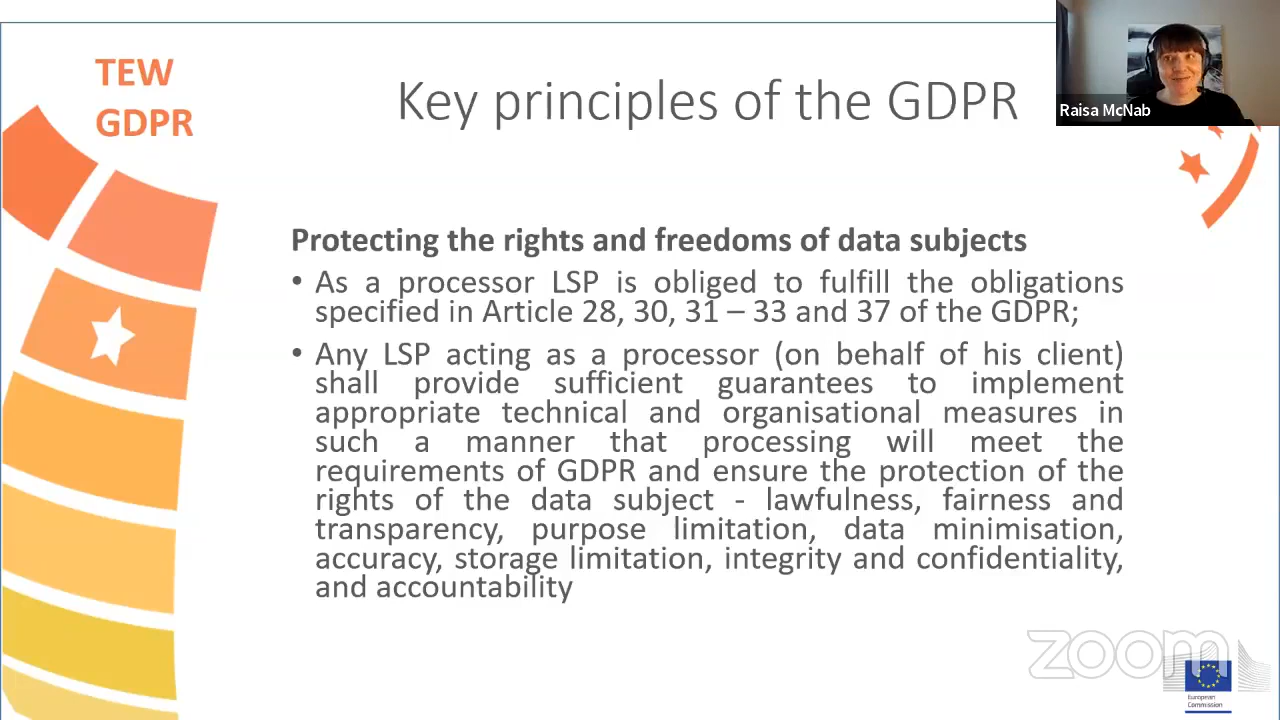 TEW
GDPR
Key principles of the GDPR
Raisa McNab
Protecting the rights and freedoms of data subjects
• As a processor LSP is obliged to fulfill the obligations
specified in Article 28, 30, 31 – 33 and 37 of the GDPR;
• Any LSP acting as a processor (on behalf of his client)
shall provide sufficient guarantees to implement
appropriate technical and organisational measures in
such a manner that processing will meet the
requirements of GDPR and ensure the protection of the
rights of the data subject - lawfulness, fairness and
transparency, purpose limitation, data minimisation,
accuracy, storage limitation, integrity and confidentiality,
and accountability
zoom
European
Commission